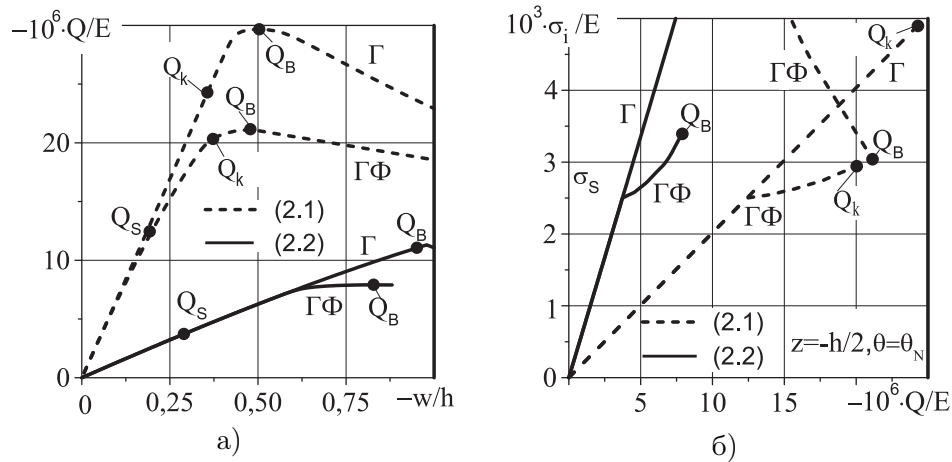 −10⁶·Q/E
Q_B
Γ
Q_k
Q_B
20
Q_k
ΓΦ
Q_S
(2.1)
(2.2)
10
Γ
Q_B
Q_S
ΓΦ
Q_B
0
0
0,25
0,50
0,75
−w/h
а)
10³·σ_i/E
Q_k
ΓΦ
Γ
4
Γ
Q_B
Q_B
3
σ_S
ΓΦ
Q_k
ΓΦ
2
1
(2.1)
(2.2)
z=-h/2,θ=θ_N
0
5
10
15
−10⁶·Q/E
б)